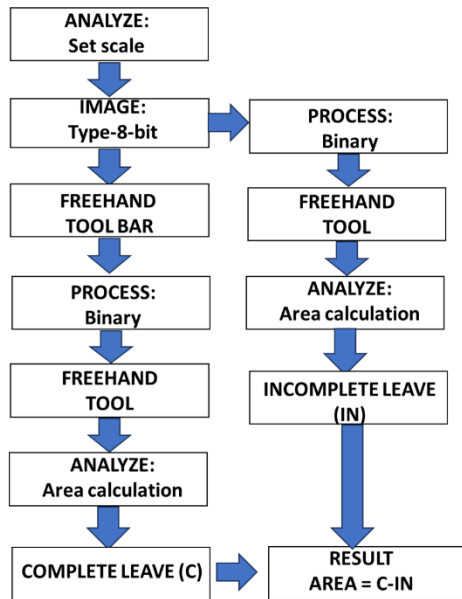 ANALYZE:
Set scale
IMAGE:
Type-8-bit
FREEHAND
TOOL BAR
PROCESS:
Binary
FREEHAND
TOOL
ANALYZE:
Area calculation
COMPLETE LEAVE (C)
PROCESS:
Binary
FREEHAND
TOOL
ANALYZE:
Area calculation
INCOMPLETE LEAVE
(IN)
RESULT
AREA = C-IN